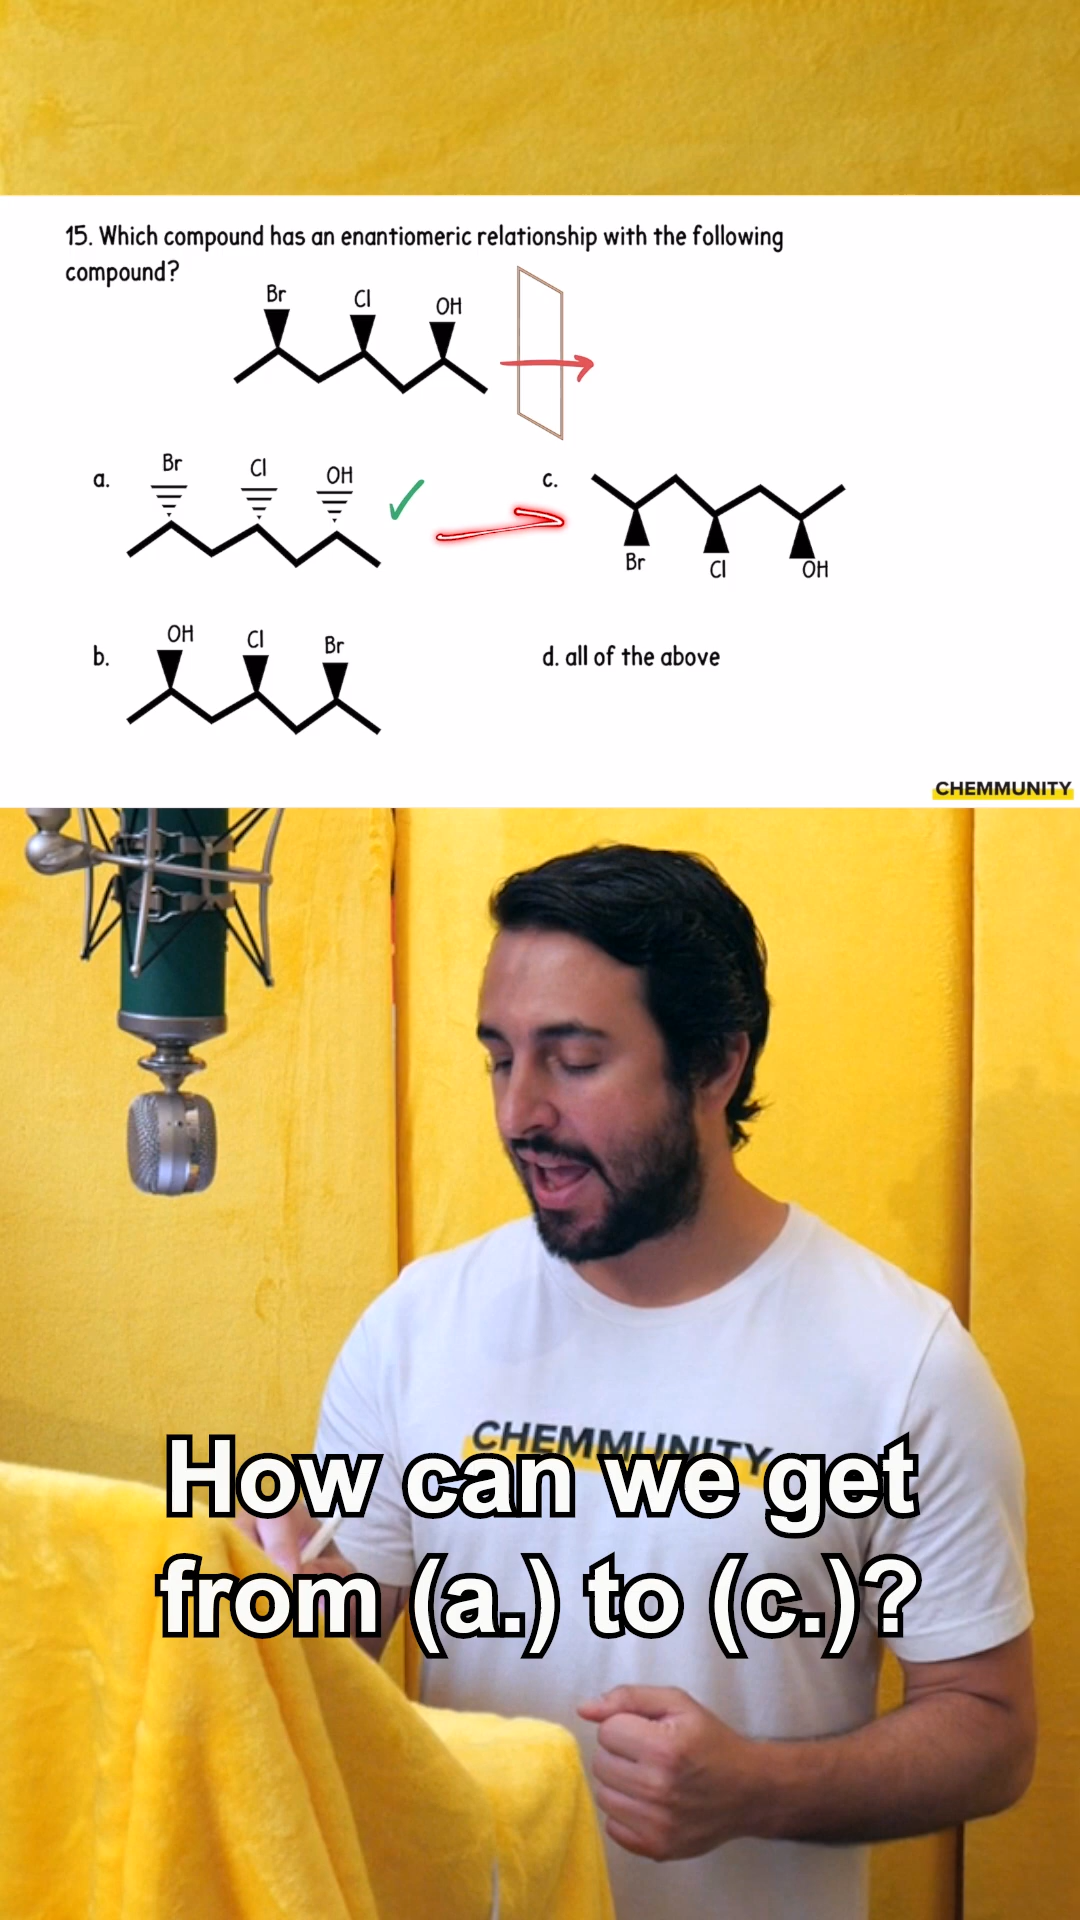 15. Which compound has an enantiomeric relationship with the following
compound?
Br Cl OH
a. Br Cl OH
c. Br Cl OH
b. OH Cl Br
d. all of the above
CHEMMUNITY
CHEMMUNITY
How can we get
from (a.) to (c.)?